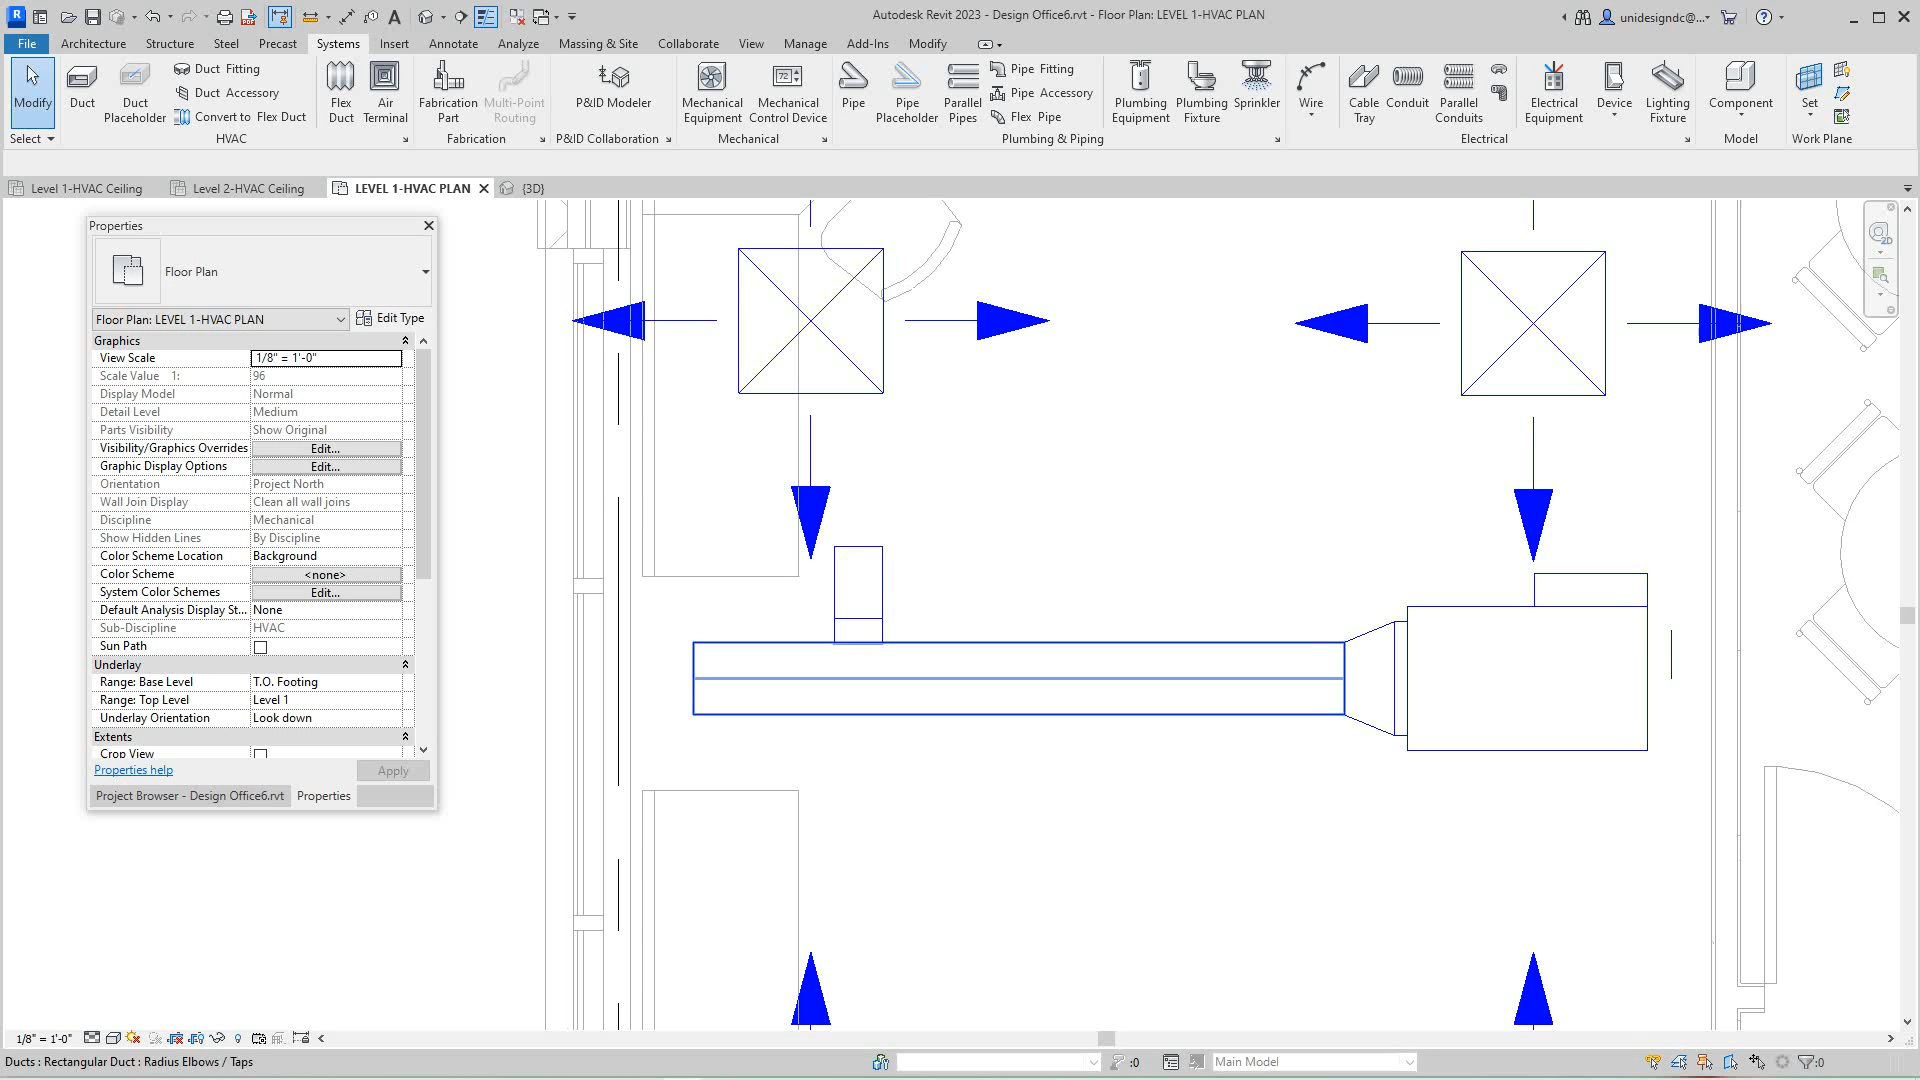 Autodesk Revit 2023 - Design Office6.rvt - Floor Plan: LEVEL 1-HVAC PLAN
unidesigndc@...
File Architecture Structure Steel Precast Systems Insert Annotate Analyze Massing & Site Collaborate View Manage Add-Ins Modify
Modify
Select
Duct
Duct Placeholder
Duct Fitting
Duct Accessory
Convert to Flex Duct
Flex Duct
Air Terminal
HVAC
Fabrication Part
Multi-Point Routing
Fabrication
P&ID Modeler
P&ID Collaboration
Mechanical Equipment
72
Mechanical Control Device
Mechanical
Pipe
Pipe Placeholder
Parallel Pipes
Pipe Fitting
Pipe Accessory
Flex Pipe
Plumbing Equipment
Plumbing Fixture
Sprinkler
Plumbing & Piping
Wire
Cable Tray
Conduit
Parallel Conduits
Electrical Equipment
Device
Lighting Fixture
Electrical
Component
Model
Set
Work Plane
Level 1-HVAC Ceiling
Level 2-HVAC Ceiling
LEVEL 1-HVAC PLAN
{3D}
2D
Properties
Floor Plan
Floor Plan: LEVEL 1-HVAC PLAN
Edit Type
Graphics
View Scale 1/8" = 1'-0"
Scale Value 1: 96
Display Model Normal
Detail Level Medium
Parts Visibility Show Original
Visibility/Graphics Overrides Edit...
Graphic Display Options Edit...
Orientation Project North
Wall Join Display Clean all wall joins
Discipline Mechanical
Show Hidden Lines By Discipline
Color Scheme Location Background
Color Scheme <none>
System Color Schemes Edit...
Default Analysis Display St... None
Sub-Discipline HVAC
Sun Path
Underlay
Range: Base Level T.O. Footing
Range: Top Level Level 1
Underlay Orientation Look down
Extents
Crop View
Properties help
Apply
Project Browser - Design Office6.rvt
Properties
1/8" = 1'-0"
Ducts : Rectangular Duct : Radius Elbows / Taps
:0
Main Model
:0